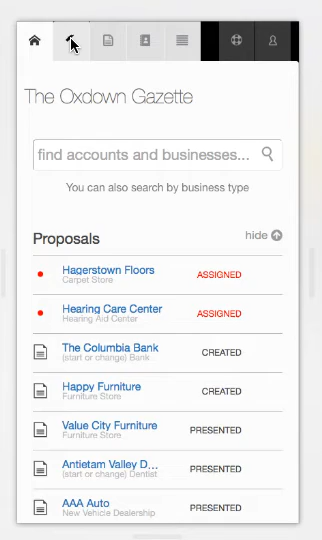 The Oxdown Gazette
find accounts and businesses...
You can also search by business type
Proposals
hide
Hagerstown Floors
ASSIGNED
Carpet Store
Hearing Care Center
ASSIGNED
Hearing Aid Center
The Columbia Bank
CREATED
(start or change) Bank
Happy Furniture
CREATED
Furniture Store
Value City Furniture
PRESENTED
Furniture Store
Antietam Valley D...
PRESENTED
(start or change) Dentist
AAA Auto
PRESENTED
New Vehicle Dealership